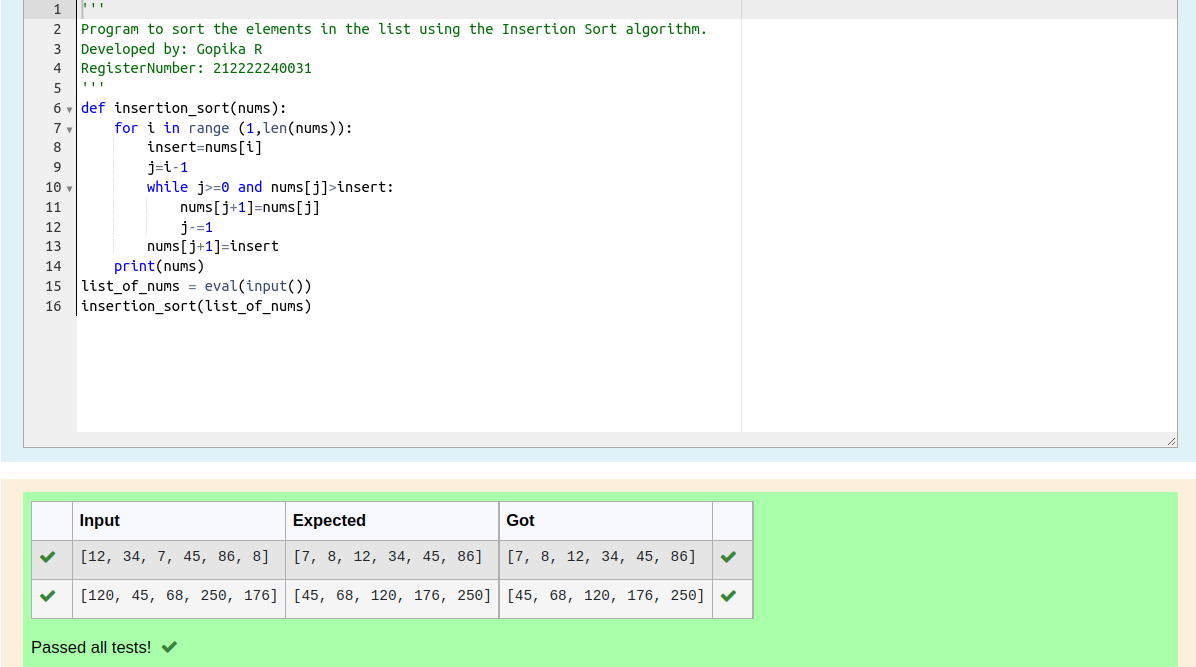 1 '''
2 Program to sort the elements in the list using the Insertion Sort algorithm.
3 Developed by: Gopika R
4 RegisterNumber: 212222240031
5 '''
6 def insertion_sort(nums):
7     for i in range (1,len(nums)):
8         insert=nums[i]
9         j=i-1
10         while j>=0 and nums[j]>insert:
11             nums[j+1]=nums[j]
12             j-=1
13         nums[j+1]=insert
14     print(nums)
15 list_of_nums = eval(input())
16 insertion_sort(list_of_nums)
Input Expected Got
[12, 34, 7, 45, 86, 8] [7, 8, 12, 34, 45, 86] [7, 8, 12, 34, 45, 86]
[120, 45, 68, 250, 176] [45, 68, 120, 176, 250] [45, 68, 120, 176, 250]
Passed all tests!